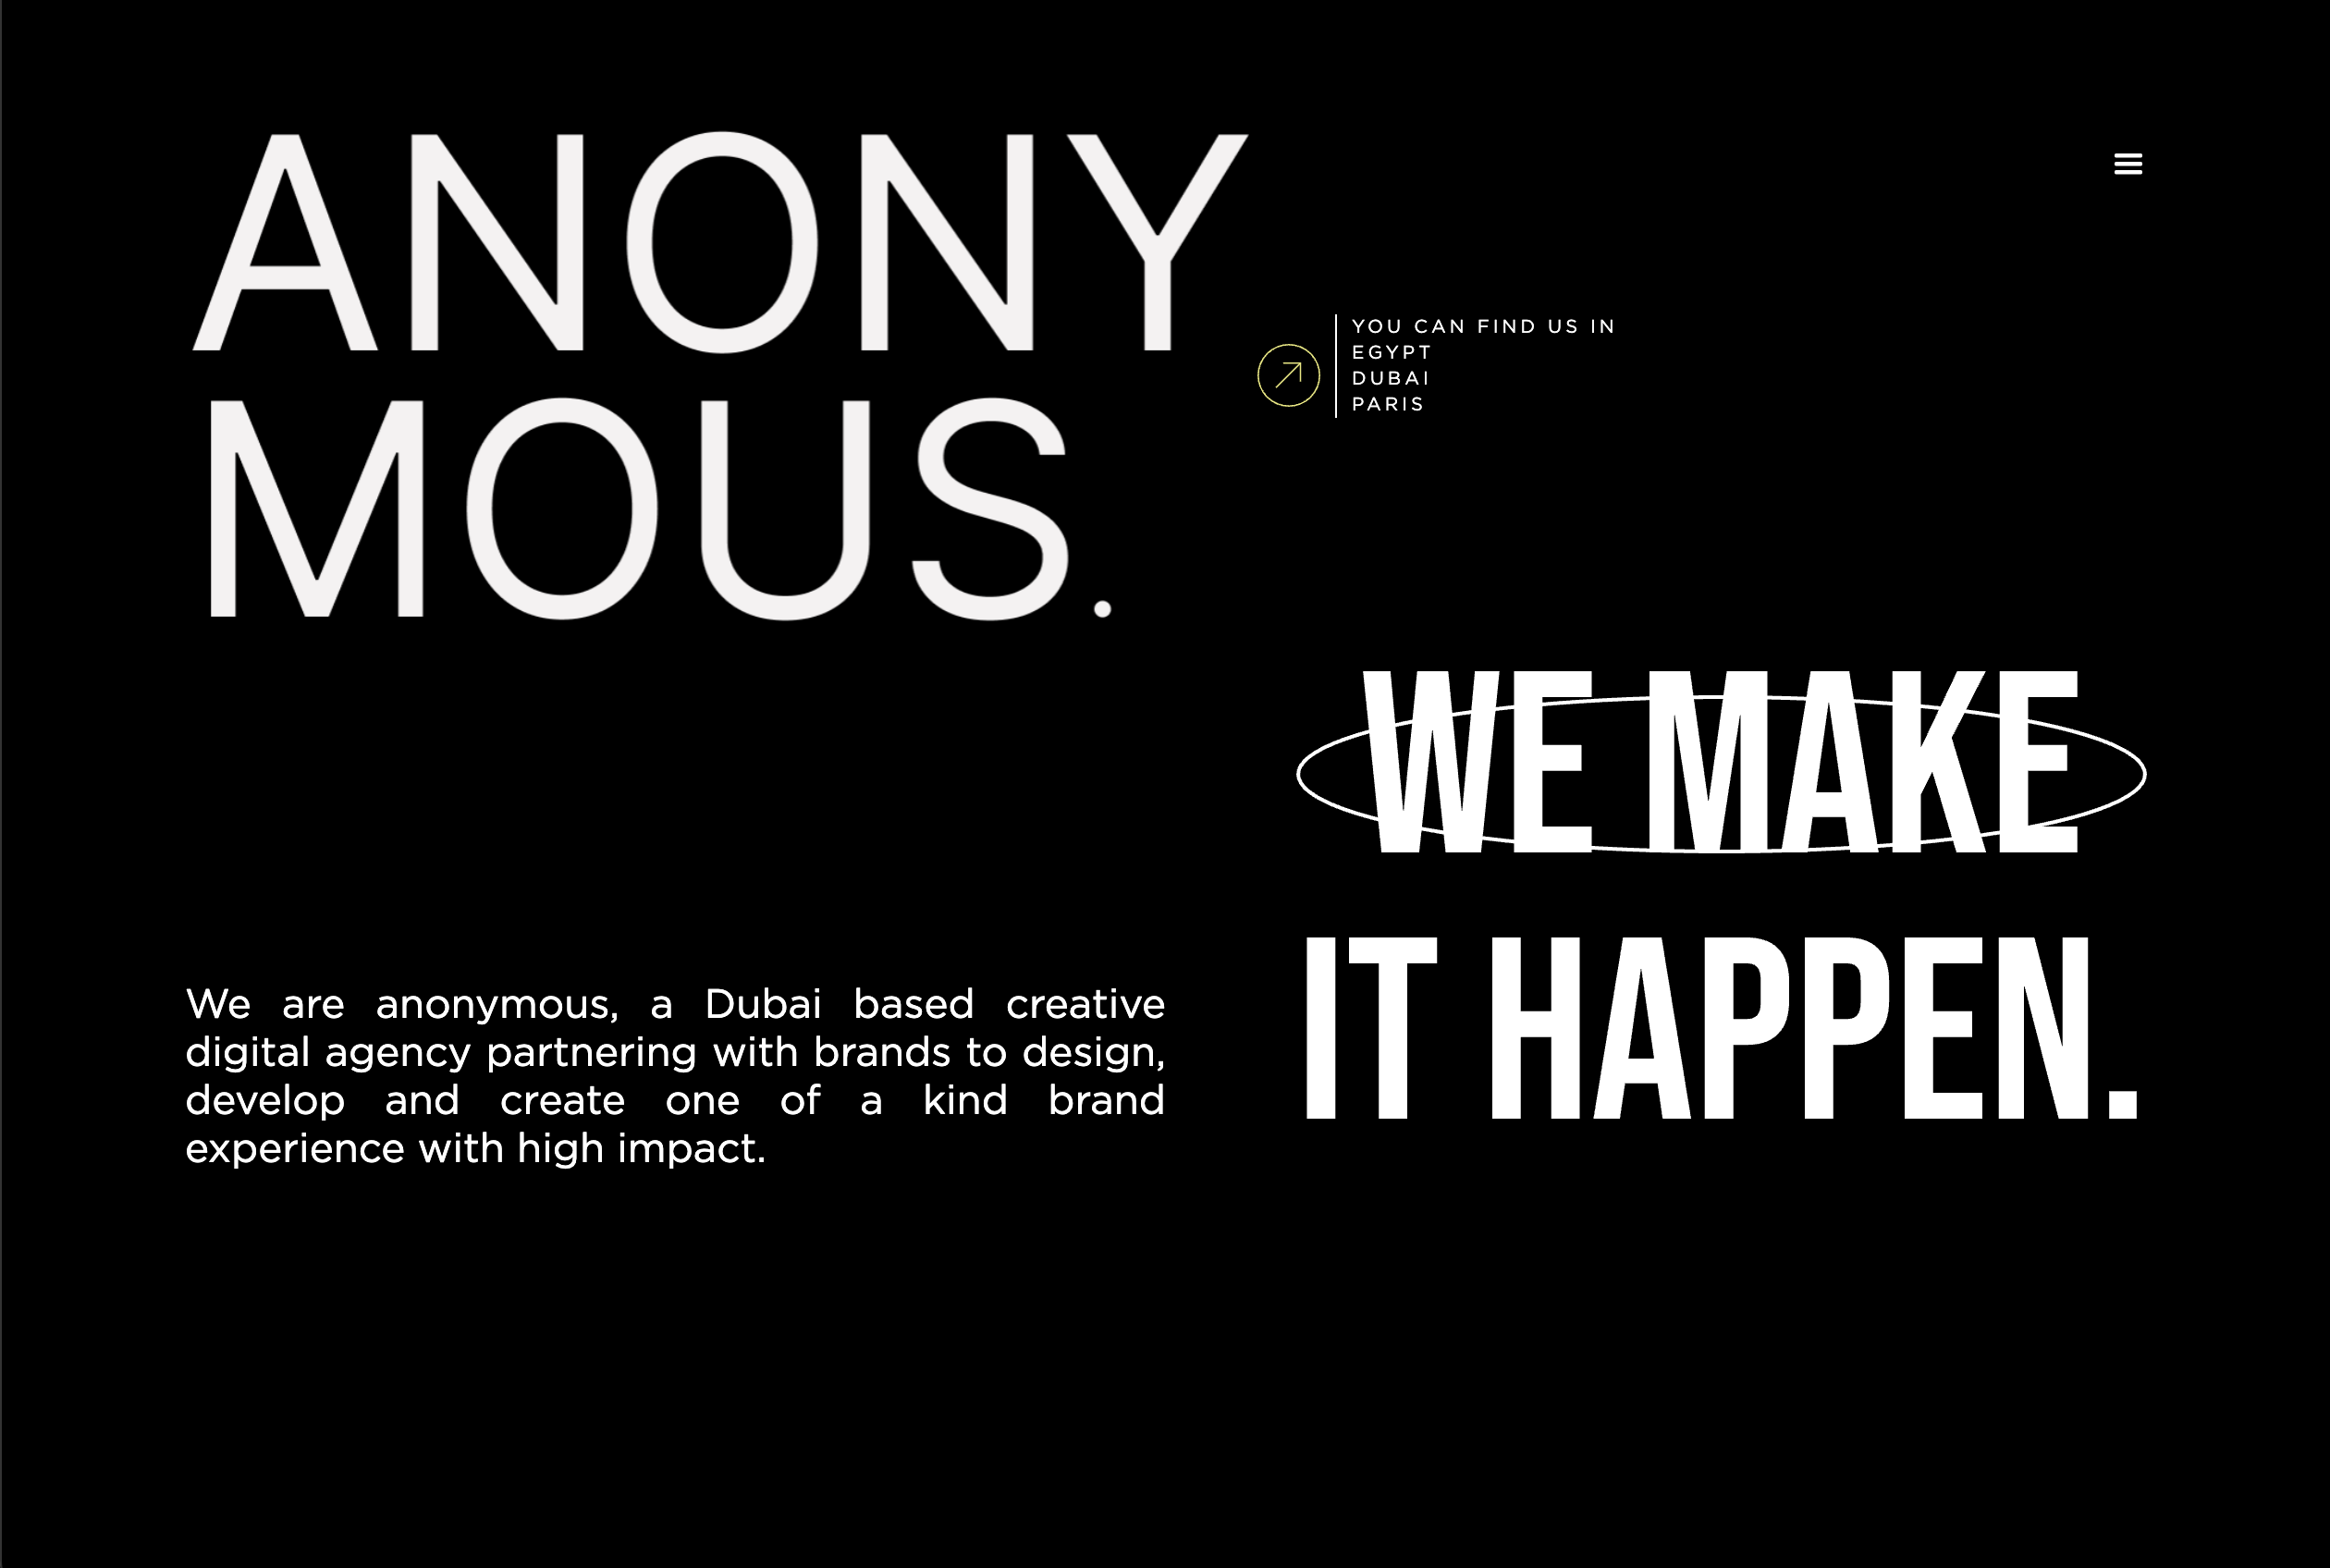 ANONY
MOUS.
YOU CAN FIND US IN
EGYPT
DUBAI
PARIS
WE MAKE
IT HAPPEN.
We are anonymous, a Dubai based creative
digital agency partnering with brands to design,
develop and create one of a kind brand
experience with high impact.